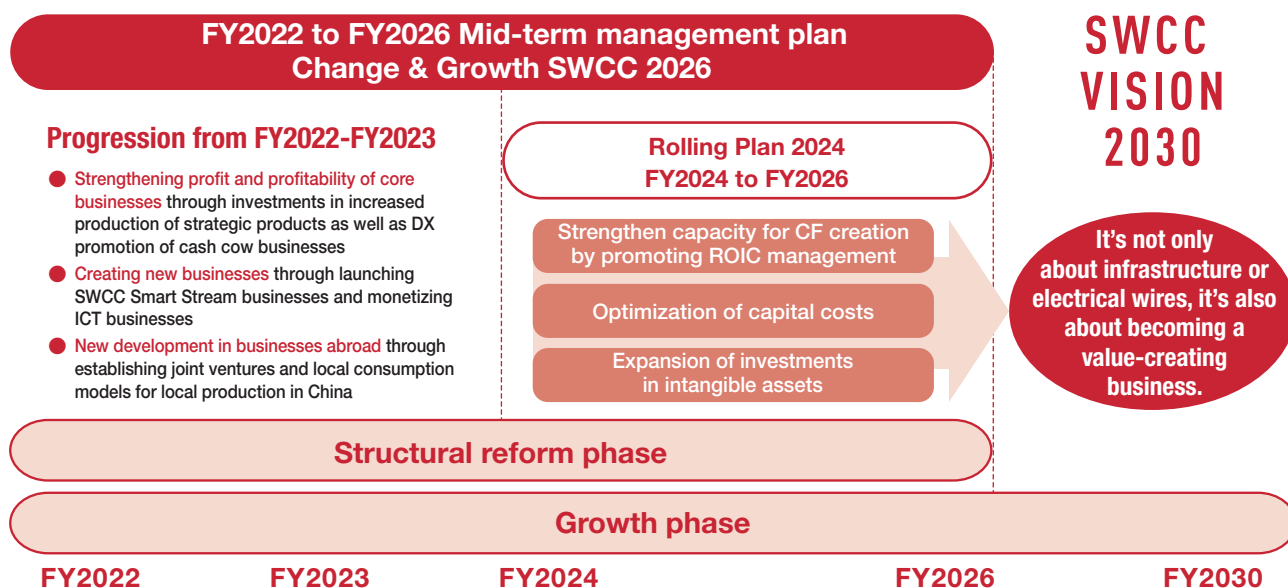 FY2022 to FY2026 Mid-term management plan
Change & Growth SWCC 2026
SWCC
VISION
2030
Progression from FY2022-FY2023
Strengthening profit and profitability of core
businesses through investments in increased
production of strategic products as well as DX
promotion of cash cow businesses
Creating new businesses through launching
SWCC Smart Stream businesses and monetizing
ICT businesses
New development in businesses abroad through
establishing joint ventures and local consumption
models for local production in China
Rolling Plan 2024
FY2024 to FY2026
Strengthen capacity for CF creation
by promoting ROIC management
Optimization of capital costs
Expansion of investments
in intangible assets
It's not only
about infrastructure or
electrical wires, it's also
about becoming a
value-creating
business.
Structural reform phase
Growth phase
FY2022 FY2023 FY2024 FY2026 FY2030